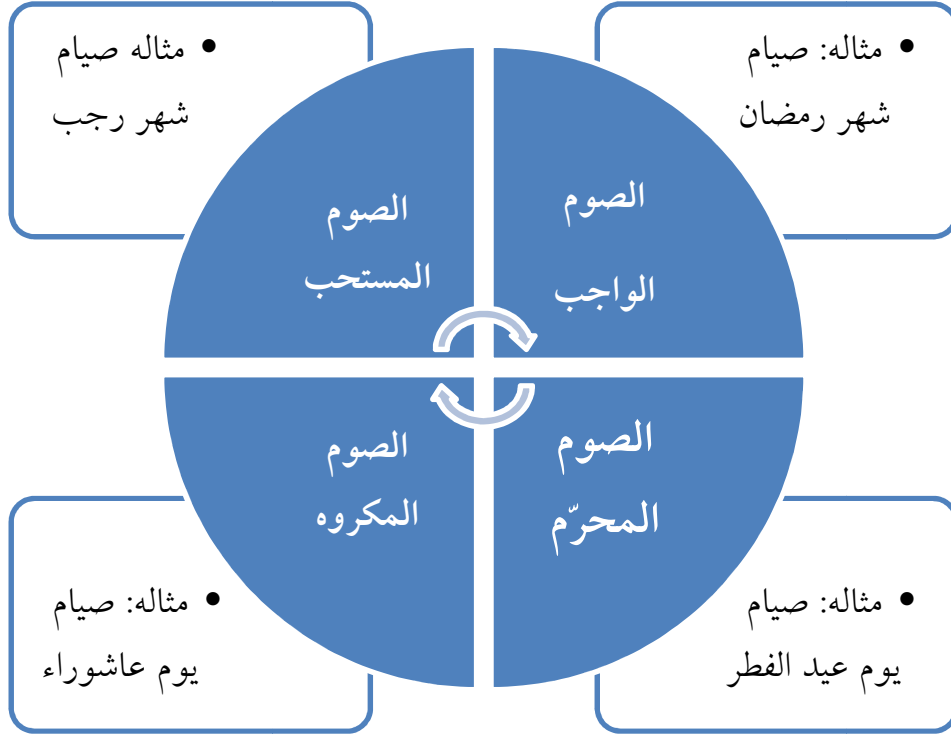 • مثاله: صيام
شهر رمضان
الصوم
الواجب
• مثاله صيام
شهر رجب
الصوم
المستحب
الصوم
المحرّم
• مثاله: صيام
يوم عيد الفطر
الصوم
المكروه
• مثاله: صيام
يوم عاشوراء